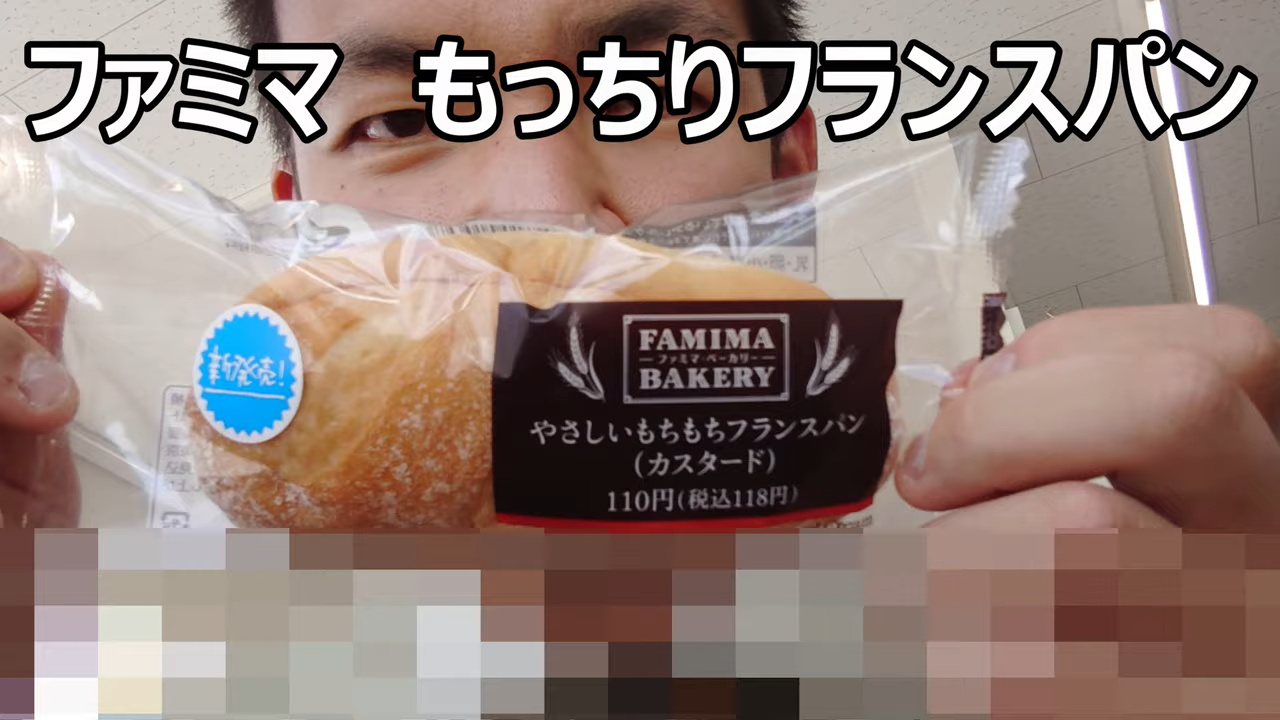 ファミマ もっちりフランスパン
新発売!
FAMIMA
ファミマ・ベーカリー
BAKERY
やさしいもちもちフランスパン
(カスタード)
110円(税込118円)